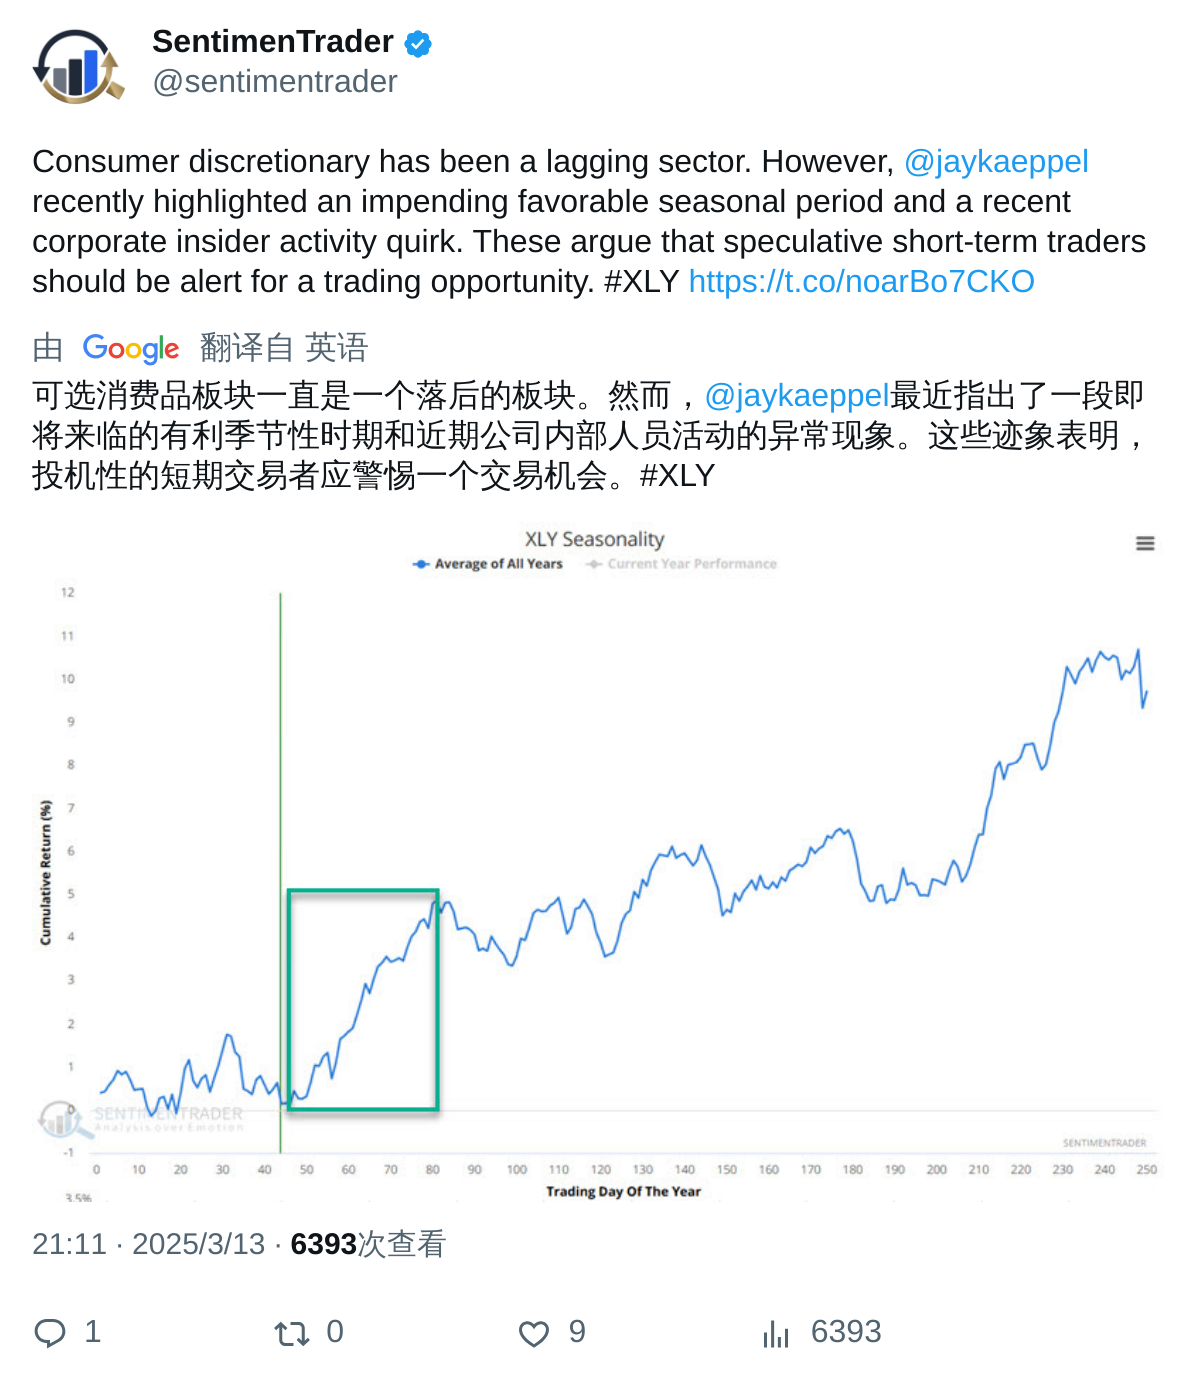 SentimenTrader
@sentimentrader
Consumer discretionary has been a lagging sector. However, @jaykaeppel
recently highlighted an impending favorable seasonal period and a recent
corporate insider activity quirk. These argue that speculative short-term traders
should be alert for a trading opportunity. #XLY https://t.co/noarBo7CKO
由 Google 翻译自 英语
可选消费品板块一直是一个落后的板块。然而，@jaykaeppel最近指出了一段即
将来临的有利季节性时期和近期公司内部人员活动的异常现象。这些迹象表明，
投机性的短期交易者应警惕一个交易机会。#XLY
XLY Seasonality
Average of All Years Current Year Performance
12
11
10
9
8
7
6
5
4
3
2
1
0
-1
Cumulative Return (%)
SENTIMENTRADER
Analysis over Emotion
SENTIMENTRADER
0 10 20 30 40 50 60 70 80 90 100 110 120 130 140 150 160 170 180 190 200 210 220 230 240 250
Trading Day Of The Year
3.5%
21:11 · 2025/3/13 · 6393次查看
1 0 9 6393